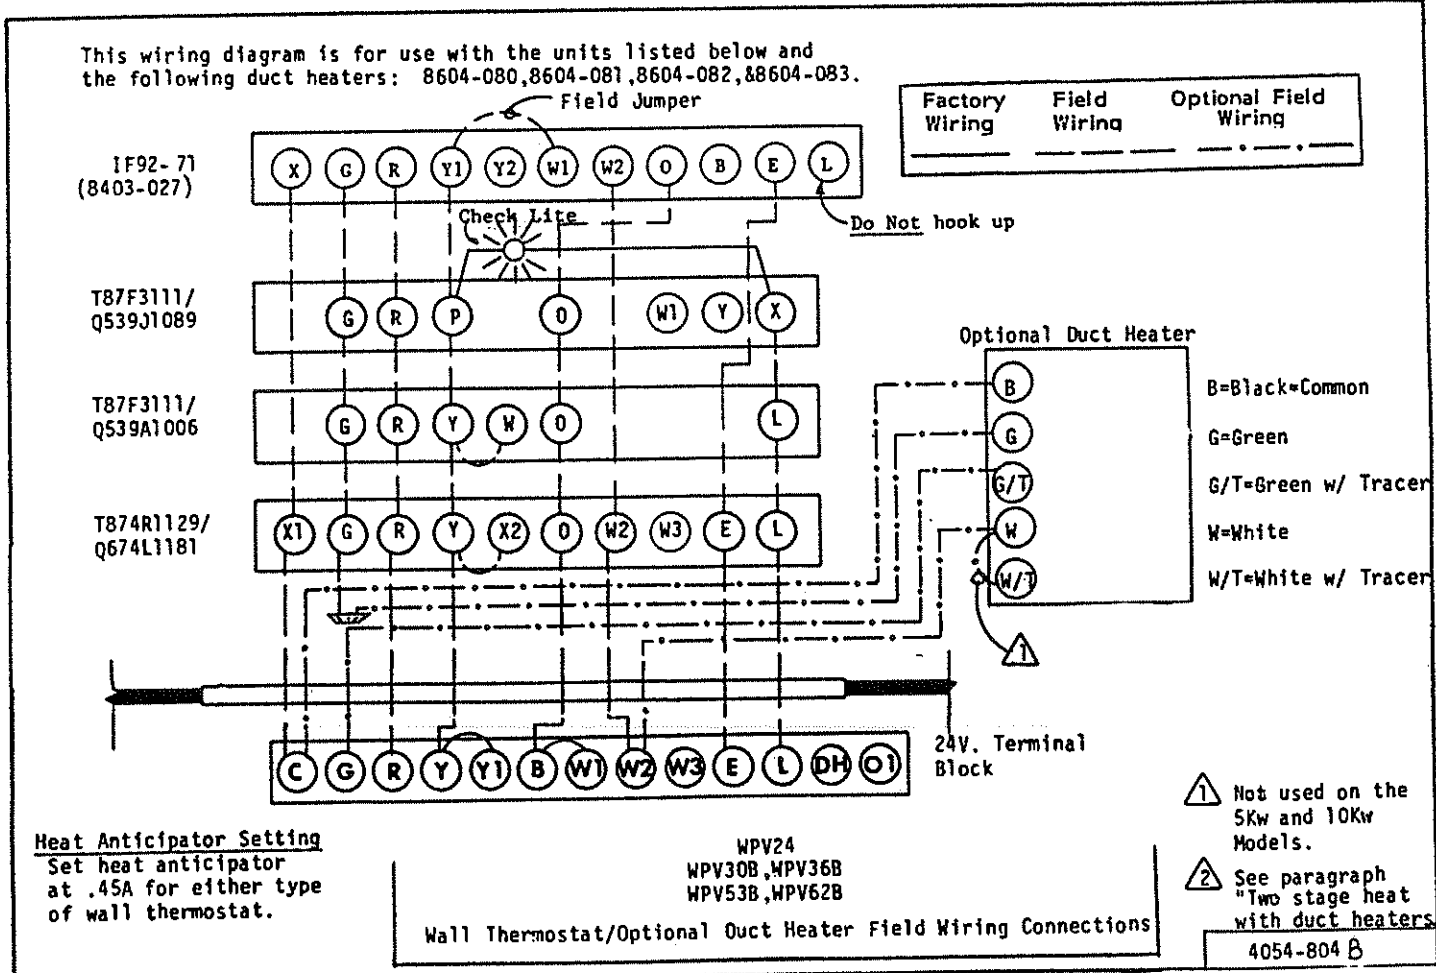 This wiring diagram is for use with the units listed below and
the following duct heaters: 8604-080,8604-081,8604-082,&8604-083.
Field Jumper
Factory Wiring
Field Wiring
Optional Field Wiring
IF92-71
(8403-027)
X G R Y1 Y2 W1 W2 O B E L
Check Lite
Do Not hook up
T87F3111/
Q539J1089
G R P O W1 Y X
Optional Duct Heater
T87F3111/
Q539A1006
G R Y W O L
B
G
G/T
W
W/T
B=Black=Common
G=Green
G/T=Green w/ Tracer
W=White
W/T=White w/ Tracer
T874R1129/
Q674L1181
X1 G R Y X2 O W2 W3 E L
1
C G R Y Y1 B W1 W2 W3 E L DH O1
24V. Terminal
Block
Heat Anticipator Setting
Set heat anticipator
at .45A for either type
of wall thermostat.
WPV24
WPV30B,WPV36B
WPV53B,WPV62B
Wall Thermostat/Optional Duct Heater Field Wiring Connections
1 Not used on the
5Kw and 10Kw
Models.
2 See paragraph
"Two stage heat
with duct heaters
4054-804 B